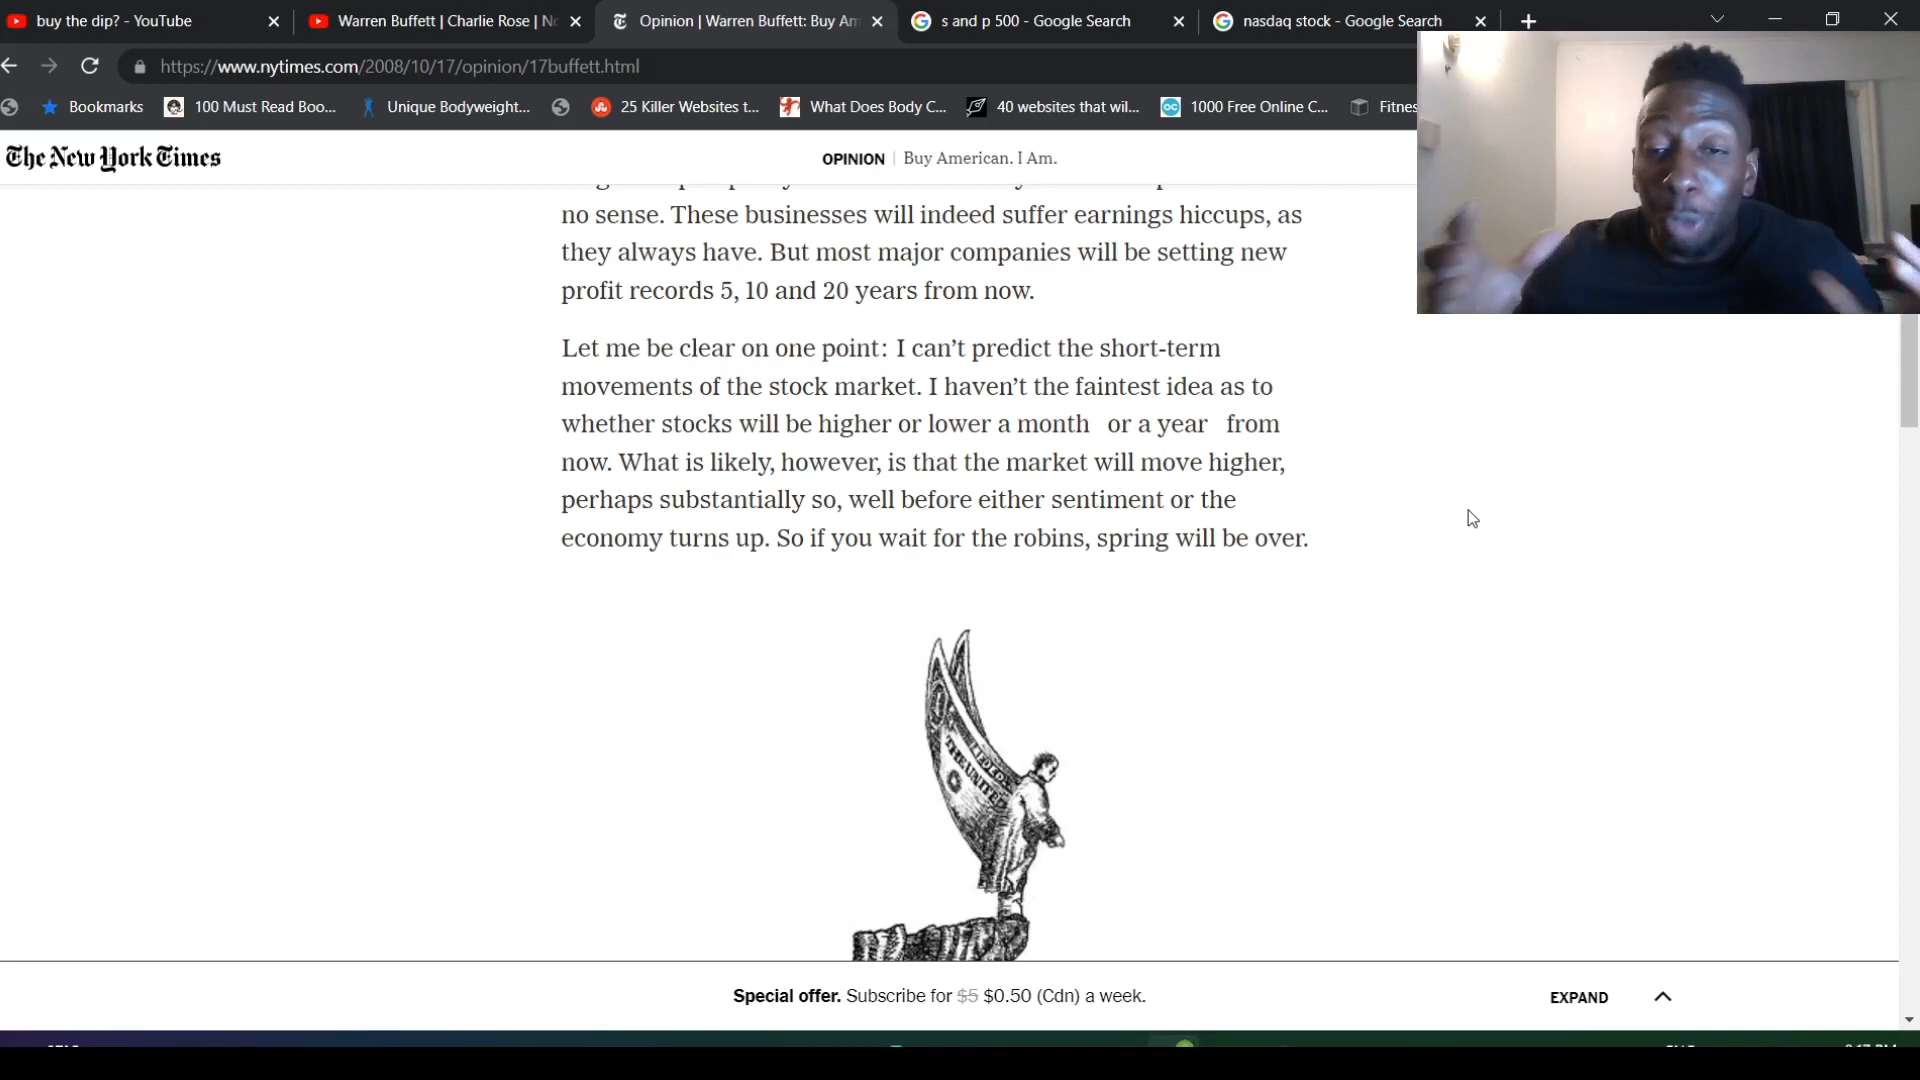 buy the dip? - YouTube
Warren Buffett | Charlie Rose |
Opinion | Warren Buffett: Buy Am
s and p 500 - Google Search
nasdaq stock - Google Search
https://www.nytimes.com/2008/10/17/opinion/17buffett.html
Bookmarks
100 Must Read Boo...
Unique Bodyweight...
25 Killer Websites t...
What Does Body C...
40 websites that wil...
1000 Free Online C...
Fitnes
The New York Times
OPINION | Buy American. I Am.
no sense. These businesses will indeed suffer earnings hiccups, as
they always have. But most major companies will be setting new
profit records 5, 10 and 20 years from now.
Let me be clear on one point: I can’t predict the short-term
movements of the stock market. I haven’t the faintest idea as to
whether stocks will be higher or lower a month or a year from
now. What is likely, however, is that the market will move higher,
perhaps substantially so, well before either sentiment or the
economy turns up. So if you wait for the robins, spring will be over.
THE UNITED
Special offer. Subscribe for $5 $0.50 (Cdn) a week.
EXPAND